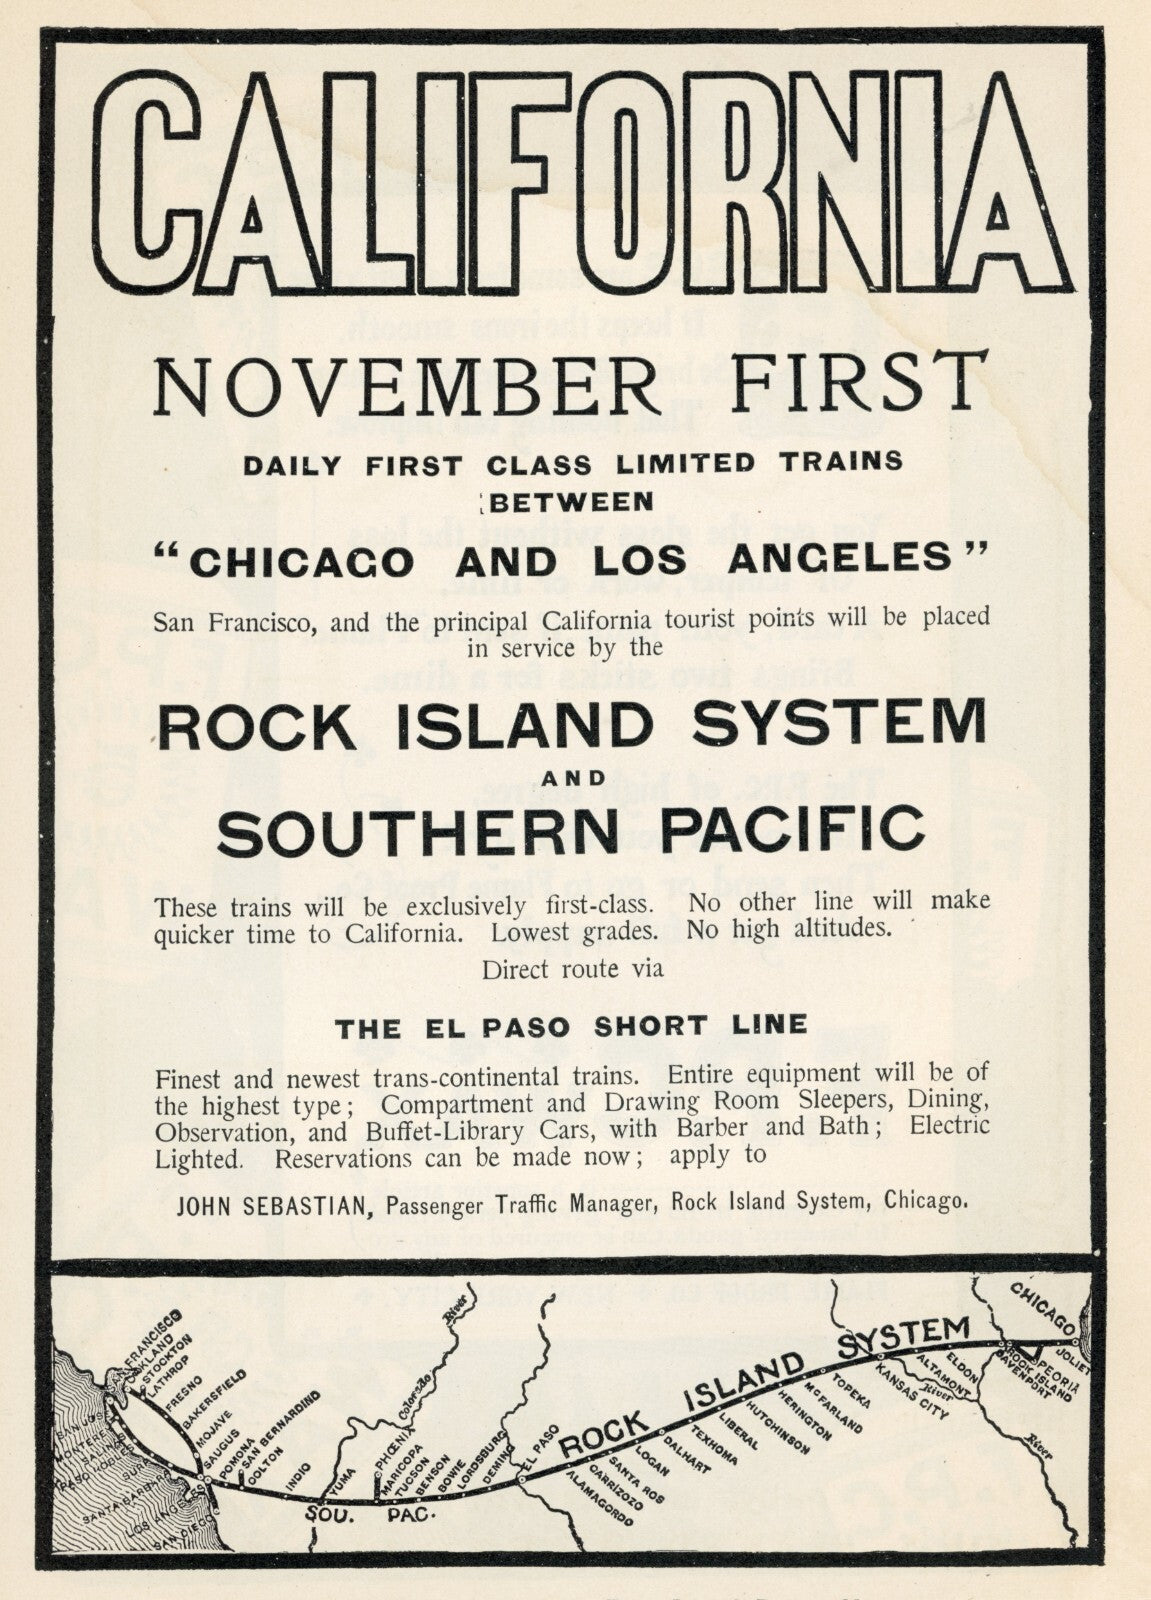 CALIFORNIA
NOVEMBER FIRST
DAILY FIRST CLASS LIMITED TRAINS
BETWEEN
“CHICAGO AND LOS ANGELES”
San Francisco, and the principal California tourist points will be placed
in service by the
ROCK ISLAND SYSTEM
AND
SOUTHERN PACIFIC
These trains will be exclusively first-class. No other line will make
quicker time to California. Lowest grades. No high altitudes.
Direct route via
THE EL PASO SHORT LINE
Finest and newest trans-continental trains. Entire equipment will be of
the highest type; Compartment and Drawing Room Sleepers, Dining,
Observation, and Buffet-Library Cars, with Barber and Bath; Electric
Lighted. Reservations can be made now; apply to
JOHN SEBASTIAN, Passenger Traffic Manager, Rock Island System, Chicago.
FRANCISCO
OAKLAND
STOCKTON
LATHROP
FRESNO
BAKERSFIELD
MOJAVE
SAUGUS
POMONA
SAN BERNARDINO
COLTON
INDIO
YUMA
PHŒNIX
MARICOPA
TUCSON
BENSON
BOWIE
LORDSBURG
DEMING
EL PASO
SANTA BARBARA
LOS ANGELES
SAN DIEGO
Colorado
River
SOU. PAC.
ROCK ISLAND SYSTEM
ALAMAGORDO
CARRIZOZO
SANTA ROS
LOGAN
DALHART
TEXHOMA
LIBERAL
HUTCHINSON
HERINGTON
McFARLAND
TOPEKA
KANSAS CITY
River
ALTAMONT
ELDON
DAVENPORT
ROCK ISLAND
PEORIA
JOLIET
CHICAGO
River